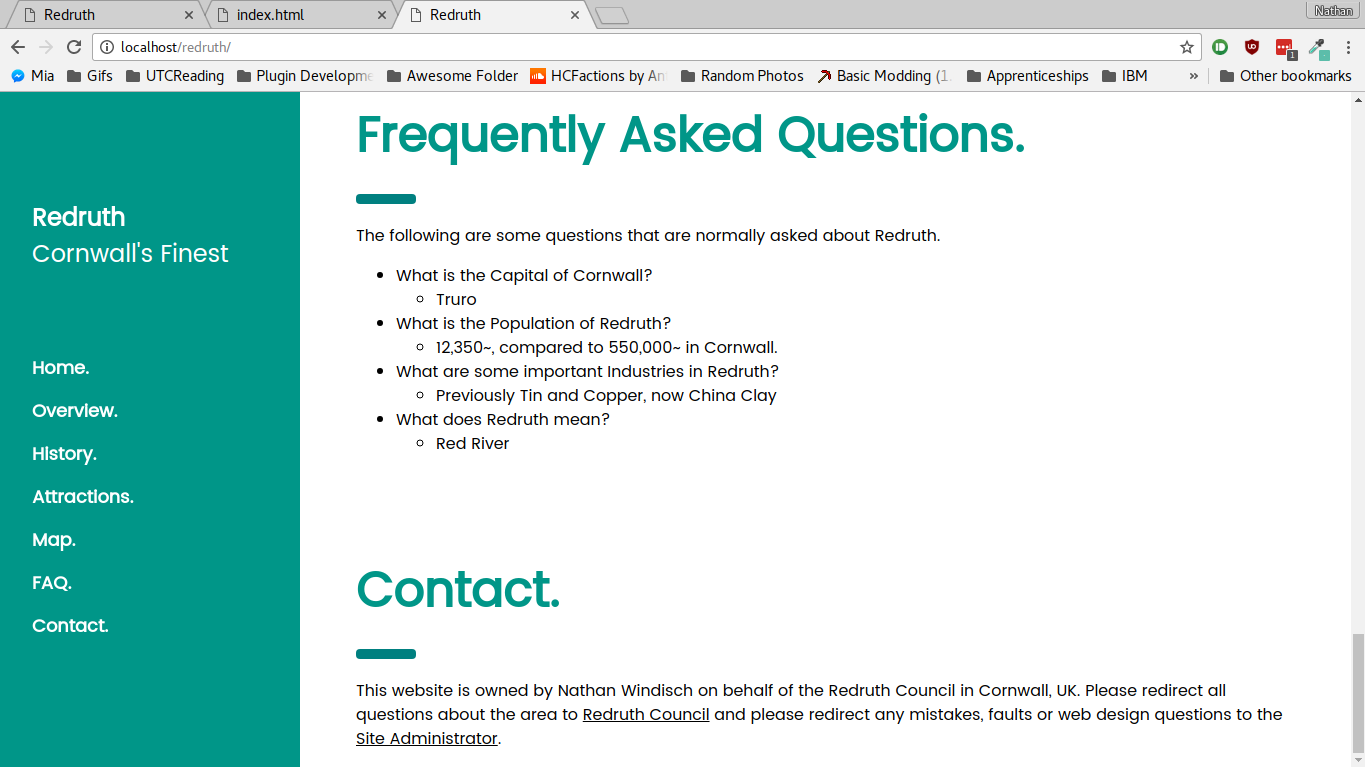 Redruth
index.html
Redruth
Nathan
localhost/redruth/
1
Mia
Gifs
UTCReading
Plugin Developme
Awesome Folder
HCFactions by An
Random Photos
Basic Modding (1.
Apprenticeships
IBM
»
Other bookmarks
Redruth
Cornwall's Finest
Home.
Overview.
History.
Attractions.
Map.
FAQ.
Contact.
Frequently Asked Questions.
The following are some questions that are normally asked about Redruth.
What is the Capital of Cornwall?
Truro
What is the Population of Redruth?
12,350~, compared to 550,000~ in Cornwall.
What are some important Industries in Redruth?
Previously Tin and Copper, now China Clay
What does Redruth mean?
Red River
Contact.
This website is owned by Nathan Windisch on behalf of the Redruth Council in Cornwall, UK. Please redirect all
questions about the area to Redruth Council and please redirect any mistakes, faults or web design questions to the
Site Administrator.